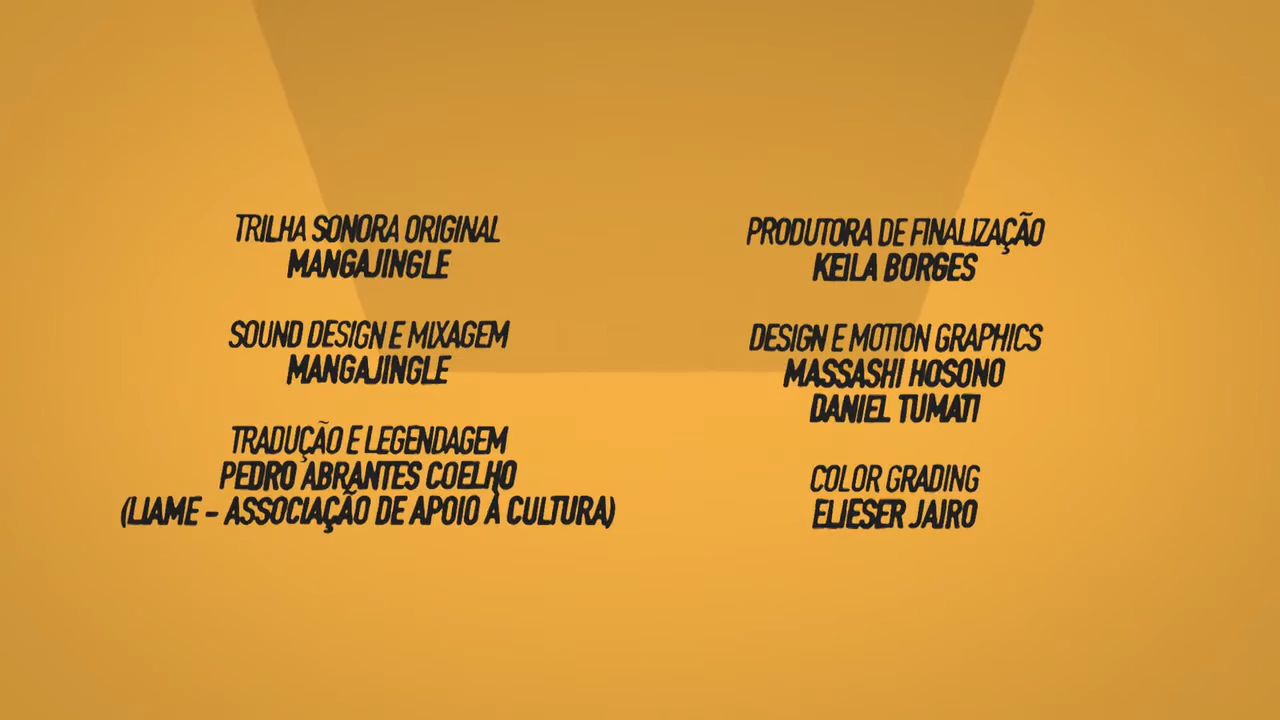 TRILHA SONORA ORIGINAL
MANGAJINGLE
SOUND DESIGN E MIXAGEM
MANGAJINGLE
TRADUÇÃO E LEGENDAGEM
PEDRO ABRANTES COELHO
(LIAME – ASSOCIAÇÃO DE APOIO À CULTURA)
PRODUTORA DE FINALIZAÇÃO
KEILA BORGES
DESIGN E MOTION GRAPHICS
MASSASHI HOSONO
DANIEL TUMATI
COLOR GRADING
ELIESER JAIRO